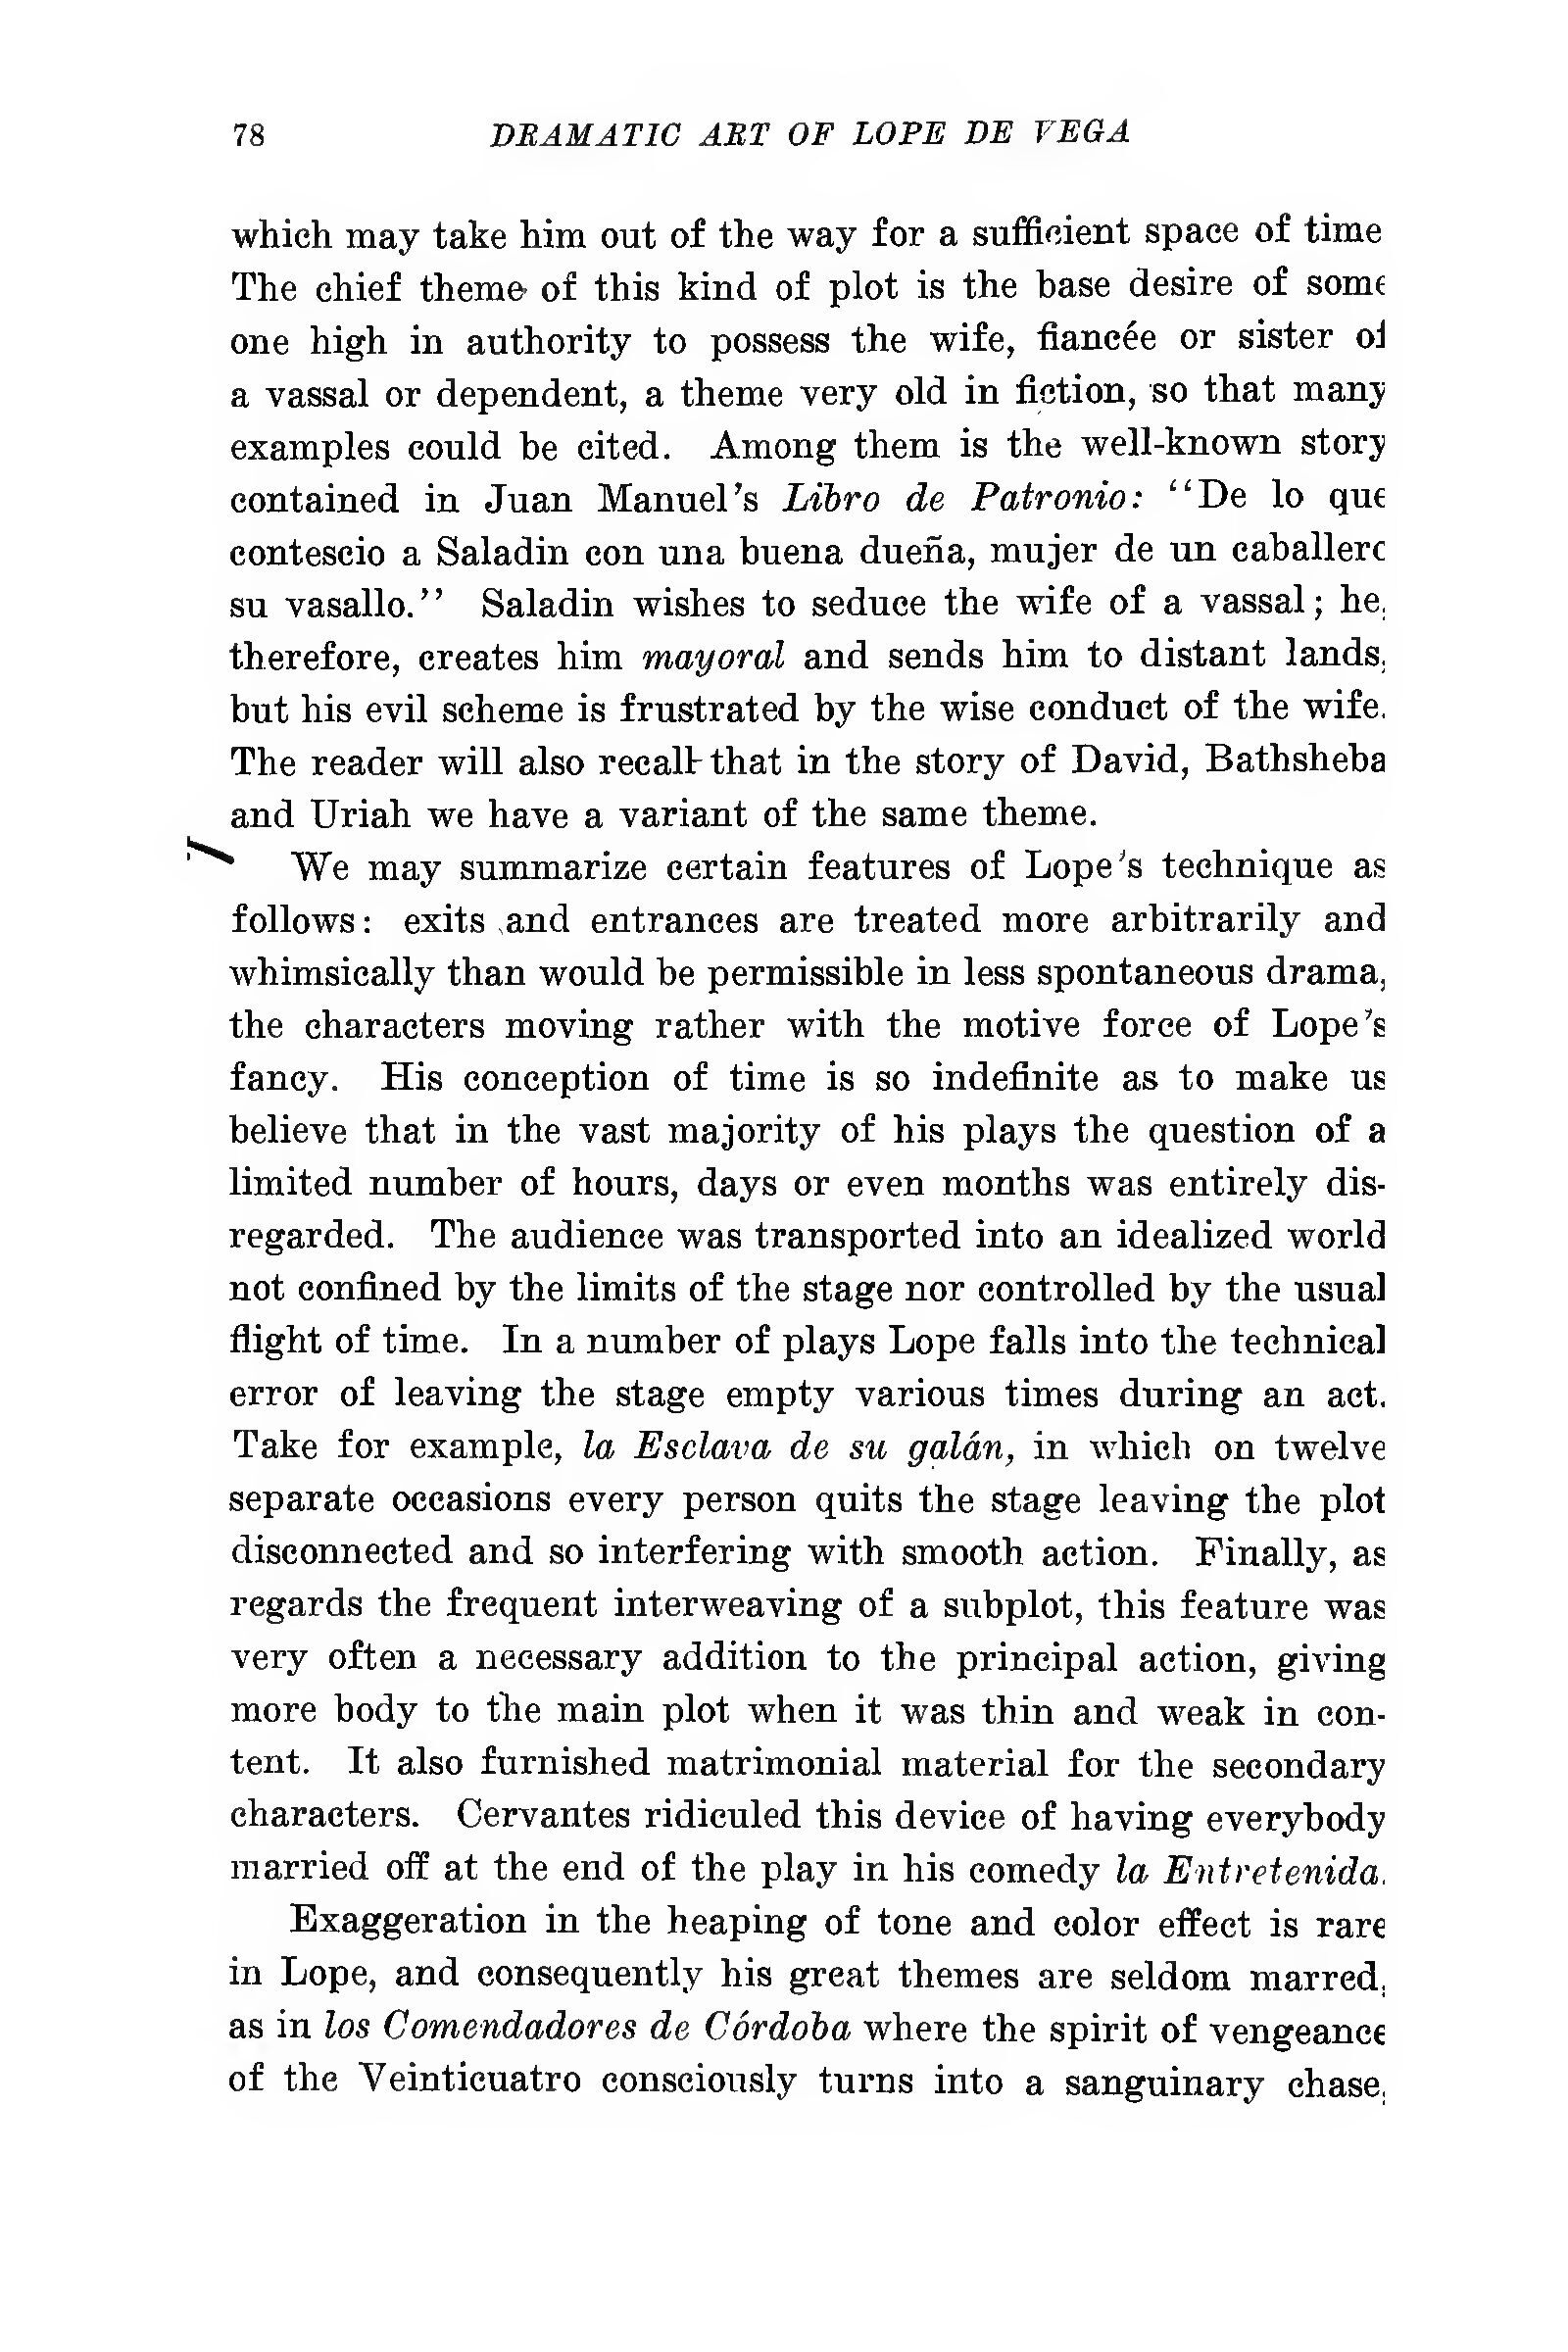 78 DRAMATIC ART OF LOPE DE VEGA
which may take him out of the way for a sufficient space of time
The chief theme of this kind of plot is the base desire of some
one high in authority to possess the wife, fiancée or sister of
a vassal or dependent, a theme very old in fiction, so that many
examples could be cited. Among them is the well-known story
contained in Juan Manuel's Libro de Patronio: "De lo que
contescio a Saladin con una buena dueña, mujer de un caballero
su vasallo." Saladin wishes to seduce the wife of a vassal; he,
therefore, creates him mayoral and sends him to distant lands,
but his evil scheme is frustrated by the wise conduct of the wife.
The reader will also recall that in the story of David, Bathsheba
and Uriah we have a variant of the same theme.
We may summarize certain features of Lope's technique as
follows: exits and entrances are treated more arbitrarily and
whimsically than would be permissible in less spontaneous drama,
the characters moving rather with the motive force of Lope's
fancy. His conception of time is so indefinite as to make us
believe that in the vast majority of his plays the question of a
limited number of hours, days or even months was entirely dis-
regarded. The audience was transported into an idealized world
not confined by the limits of the stage nor controlled by the usual
flight of time. In a number of plays Lope falls into the technical
error of leaving the stage empty various times during an act.
Take for example, la Esclava de su galán, in which on twelve
separate occasions every person quits the stage leaving the plot
disconnected and so interfering with smooth action. Finally, as
regards the frequent interweaving of a subplot, this feature was
very often a necessary addition to the principal action, giving
more body to the main plot when it was thin and weak in con-
tent. It also furnished matrimonial material for the secondary
characters. Cervantes ridiculed this device of having everybody
married off at the end of the play in his comedy la Entretenida.
Exaggeration in the heaping of tone and color effect is rare
in Lope, and consequently his great themes are seldom marred,
as in los Comendadores de Córdoba where the spirit of vengeance
of the Veinticuatro consciously turns into a sanguinary chase,